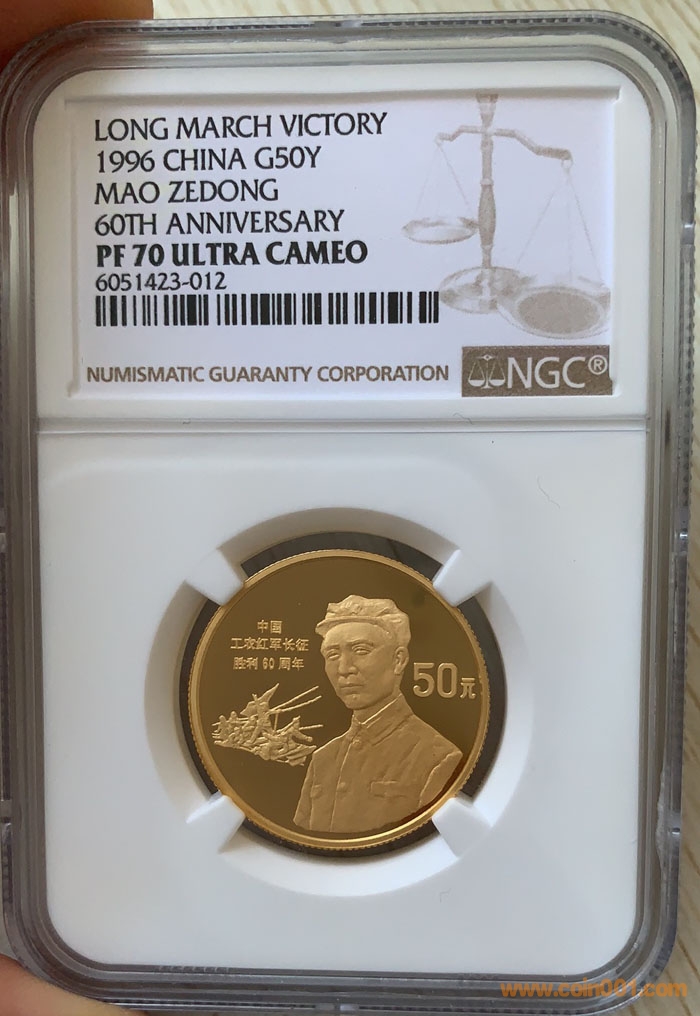 LONG MARCH VICTORY
1996 CHINA G50Y
MAO ZEDONG
60TH ANNIVERSARY
PF 70 ULTRA CAMEO
6051423-012
NUMISMATIC GUARANTY CORPORATION
NGC®
中国
工农红军长征
胜利60周年
50元
www.coin001.com